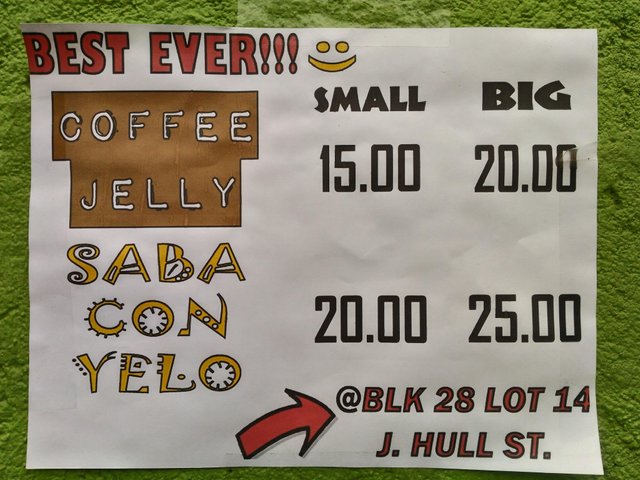 BEST EVER!!!
SMALL BIG
COFFEE
JELLY
15.00 20.00
SABA
CON
YELO
20.00 25.00
@BLK 28 LOT 14
J. HULL ST.